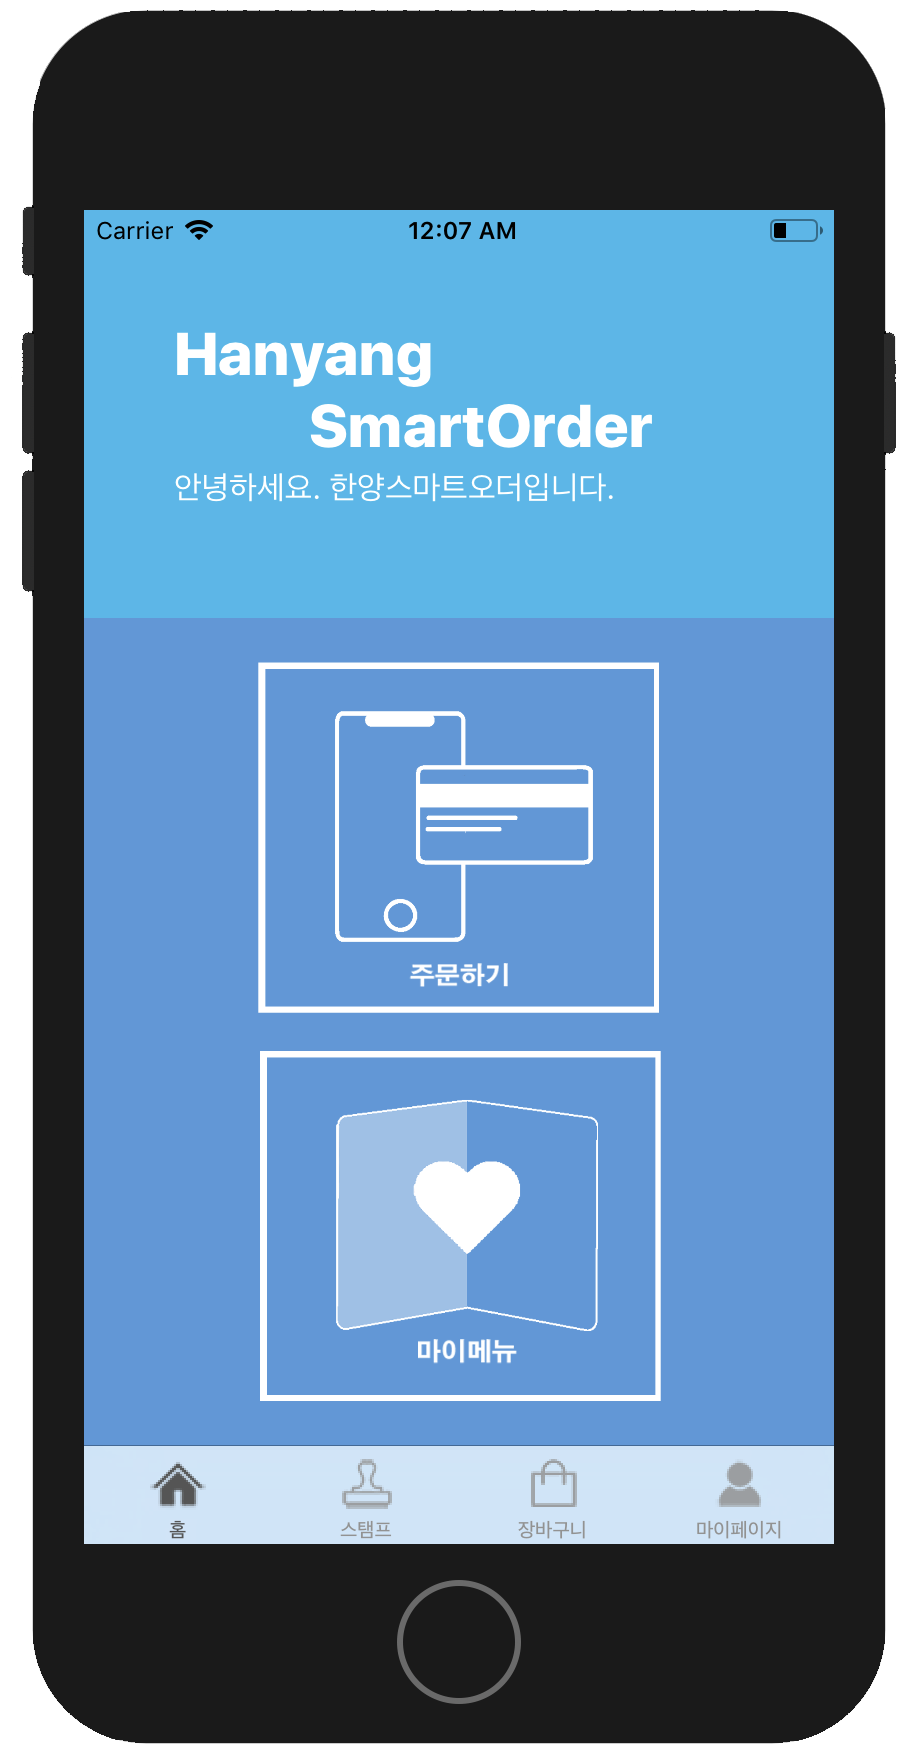 Carrier 12:07 AM
Hanyang
SmartOrder
안녕하세요. 한양스마트오더입니다.
주문하기
마이메뉴
홈 스탬프 장바구니 마이페이지